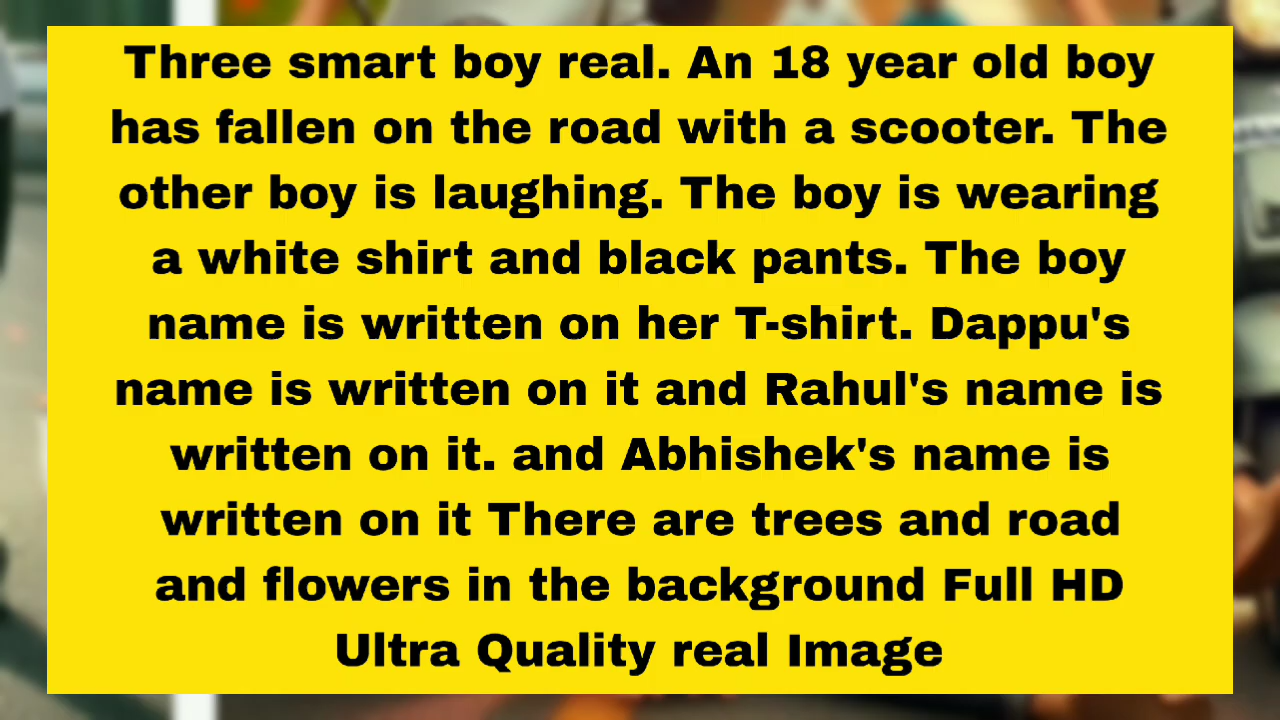 Three smart boy real. An 18 year old boy
has fallen on the road with a scooter. The
other boy is laughing. The boy is wearing
a white shirt and black pants. The boy
name is written on her T-shirt. Dappu's
name is written on it and Rahul's name is
written on it. and Abhishek's name is
written on it There are trees and road
and flowers in the background Full HD
Ultra Quality real Image